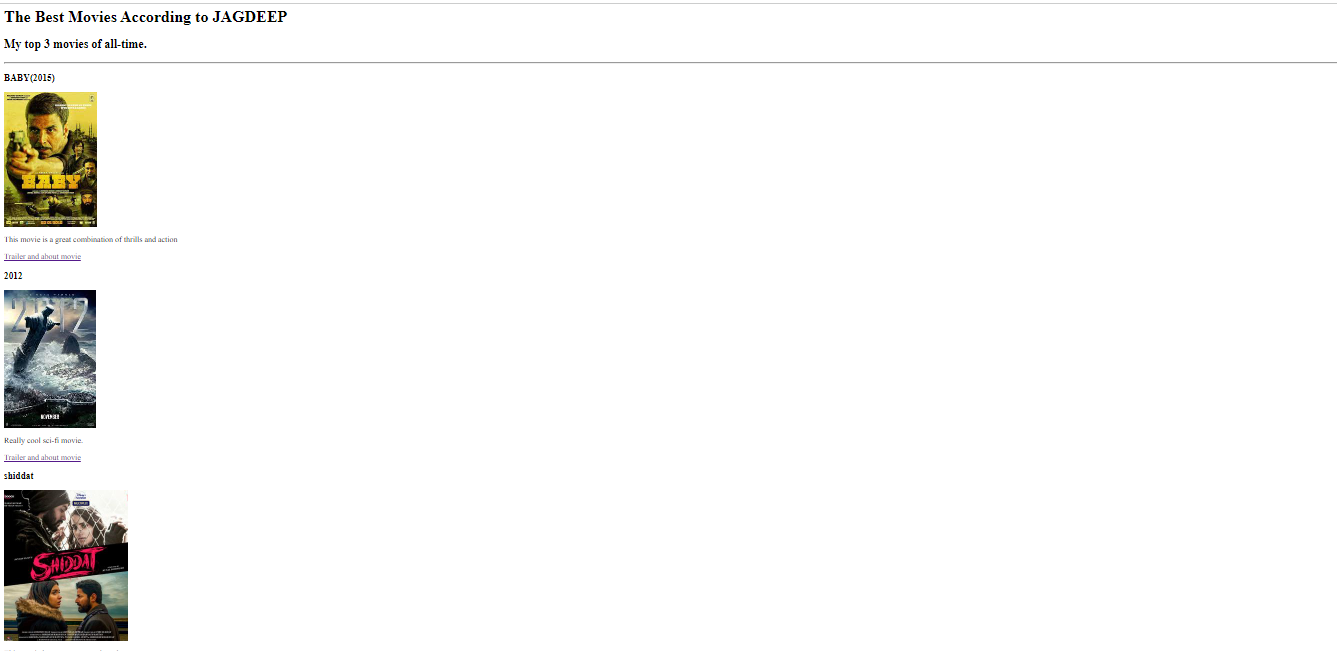 The Best Movies According to JAGDEEP
My top 3 movies of all-time.
BABY(2015)
BABY
This movie is a great combination of thrills and action
Trailer and about movie
2012
2012
NOVEMBER
Really cool sci-fi movie.
Trailer and about movie
shiddat
SHIDDAT